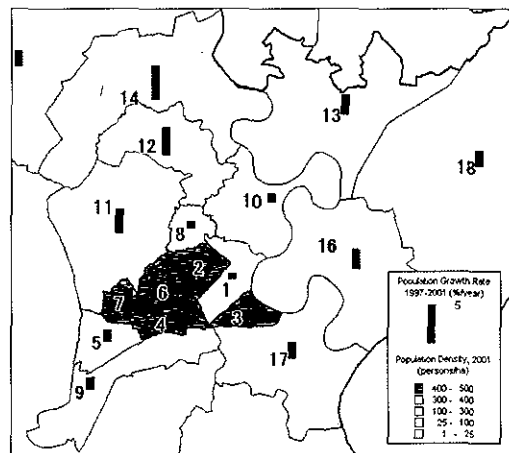 14
13
12
18
11
10
8
16
2
1
6
7
3
4
5
17
9
Population Growth Rate
1997-2001 (%/year)
5
Population Density, 2001
(persons/ha)
400 - 500
300 - 400
100 - 300
25 - 100
1 - 25